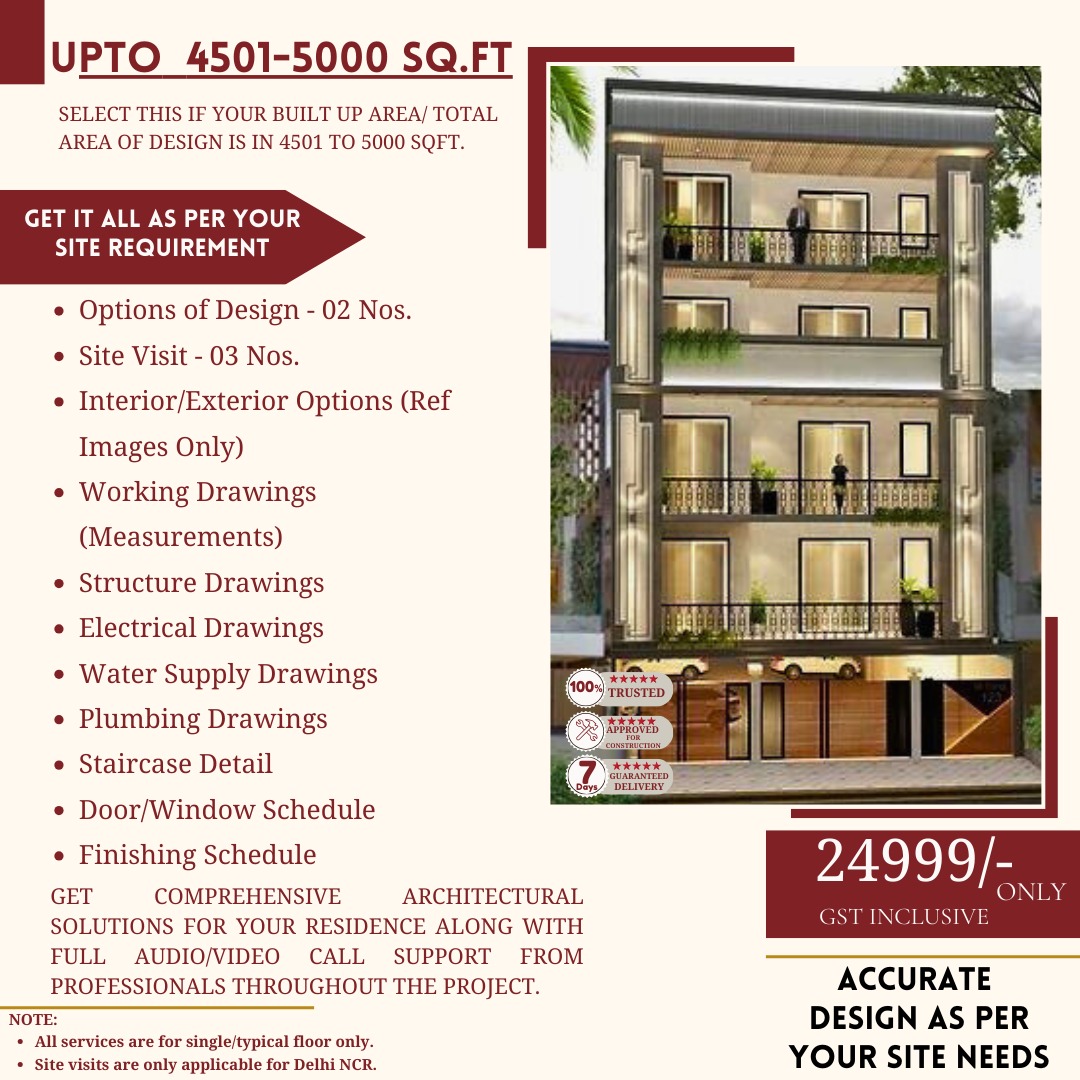 UPTO 4501-5000 SQ.FT
SELECT THIS IF YOUR BUILT UP AREA/ TOTAL
AREA OF DESIGN IS IN 4501 TO 5000 SQFT.
GET IT ALL AS PER YOUR
SITE REQUIREMENT
• Options of Design - 02 Nos.
• Site Visit - 03 Nos.
• Interior/Exterior Options (Ref
Images Only)
• Working Drawings
(Measurements)
• Structure Drawings
• Electrical Drawings
• Water Supply Drawings
• Plumbing Drawings
• Staircase Detail
• Door/Window Schedule
• Finishing Schedule
GET COMPREHENSIVE ARCHITECTURAL
SOLUTIONS FOR YOUR RESIDENCE ALONG WITH
FULL AUDIO/VIDEO CALL SUPPORT FROM
PROFESSIONALS THROUGHOUT THE PROJECT.
NOTE:
• All services are for single/typical floor only.
• Site visits are only applicable for Delhi NCR.
123
100%
TRUSTED
APPROVED
FOR
CONSTRUCTION
7
Days
GUARANTEED
DELIVERY
24999/-
ONLY
GST INCLUSIVE
ACCURATE
DESIGN AS PER
YOUR SITE NEEDS